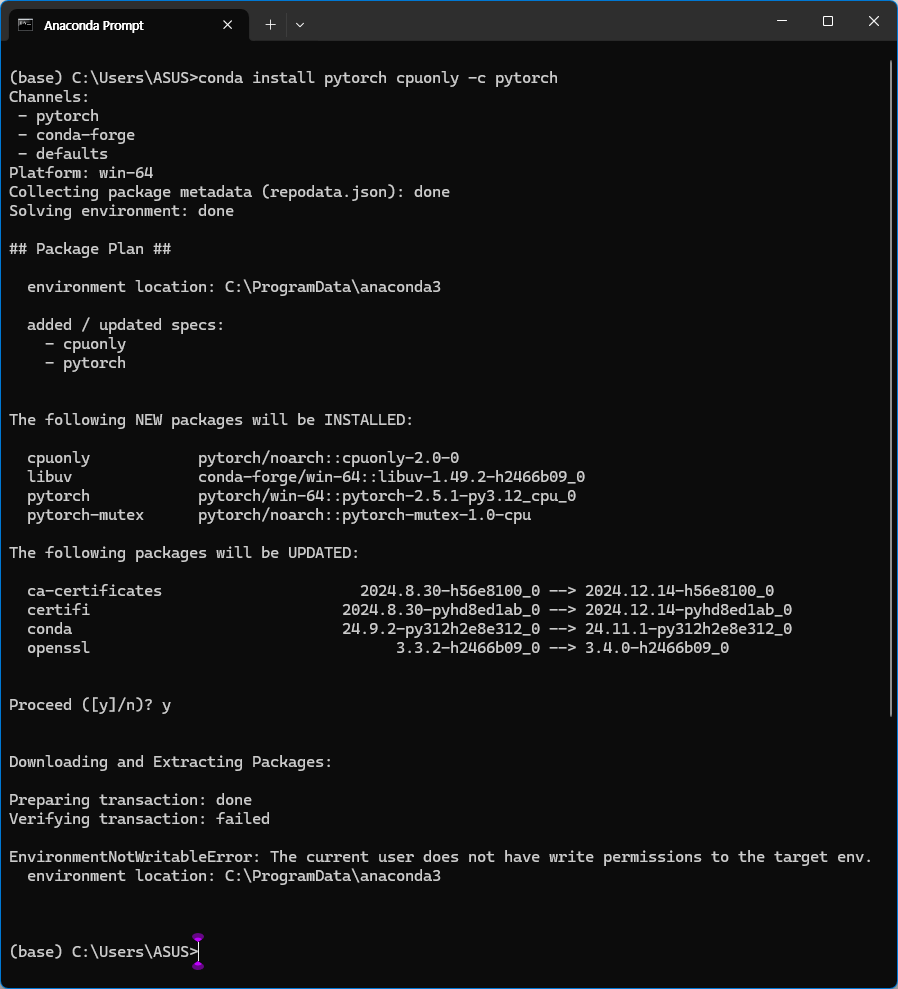 Anaconda Prompt
(base) C:\Users\ASUS>conda install pytorch cpuonly -c pytorch
Channels:
 - pytorch
 - conda-forge
 - defaults
Platform: win-64
Collecting package metadata (repodata.json): done
Solving environment: done
## Package Plan ##
  environment location: C:\ProgramData\anaconda3
  added / updated specs:
    - cpuonly
    - pytorch
The following NEW packages will be INSTALLED:
  cpuonly            pytorch/noarch::cpuonly-2.0-0
  libuv              conda-forge/win-64::libuv-1.49.2-h2466b09_0
  pytorch            pytorch/win-64::pytorch-2.5.1-py3.12_cpu_0
  pytorch-mutex      pytorch/noarch::pytorch-mutex-1.0-cpu
The following packages will be UPDATED:
  ca-certificates                      2024.8.30-h56e8100_0 --> 2024.12.14-h56e8100_0
  certifi                            2024.8.30-pyhd8ed1ab_0 --> 2024.12.14-pyhd8ed1ab_0
  conda                              24.9.2-py312h2e8e312_0 --> 24.11.1-py312h2e8e312_0
  openssl                                  3.3.2-h2466b09_0 --> 3.4.0-h2466b09_0
Proceed ([y]/n)? y
Downloading and Extracting Packages:
Preparing transaction: done
Verifying transaction: failed
EnvironmentNotWritableError: The current user does not have write permissions to the target env.
  environment location: C:\ProgramData\anaconda3
(base) C:\Users\ASUS>